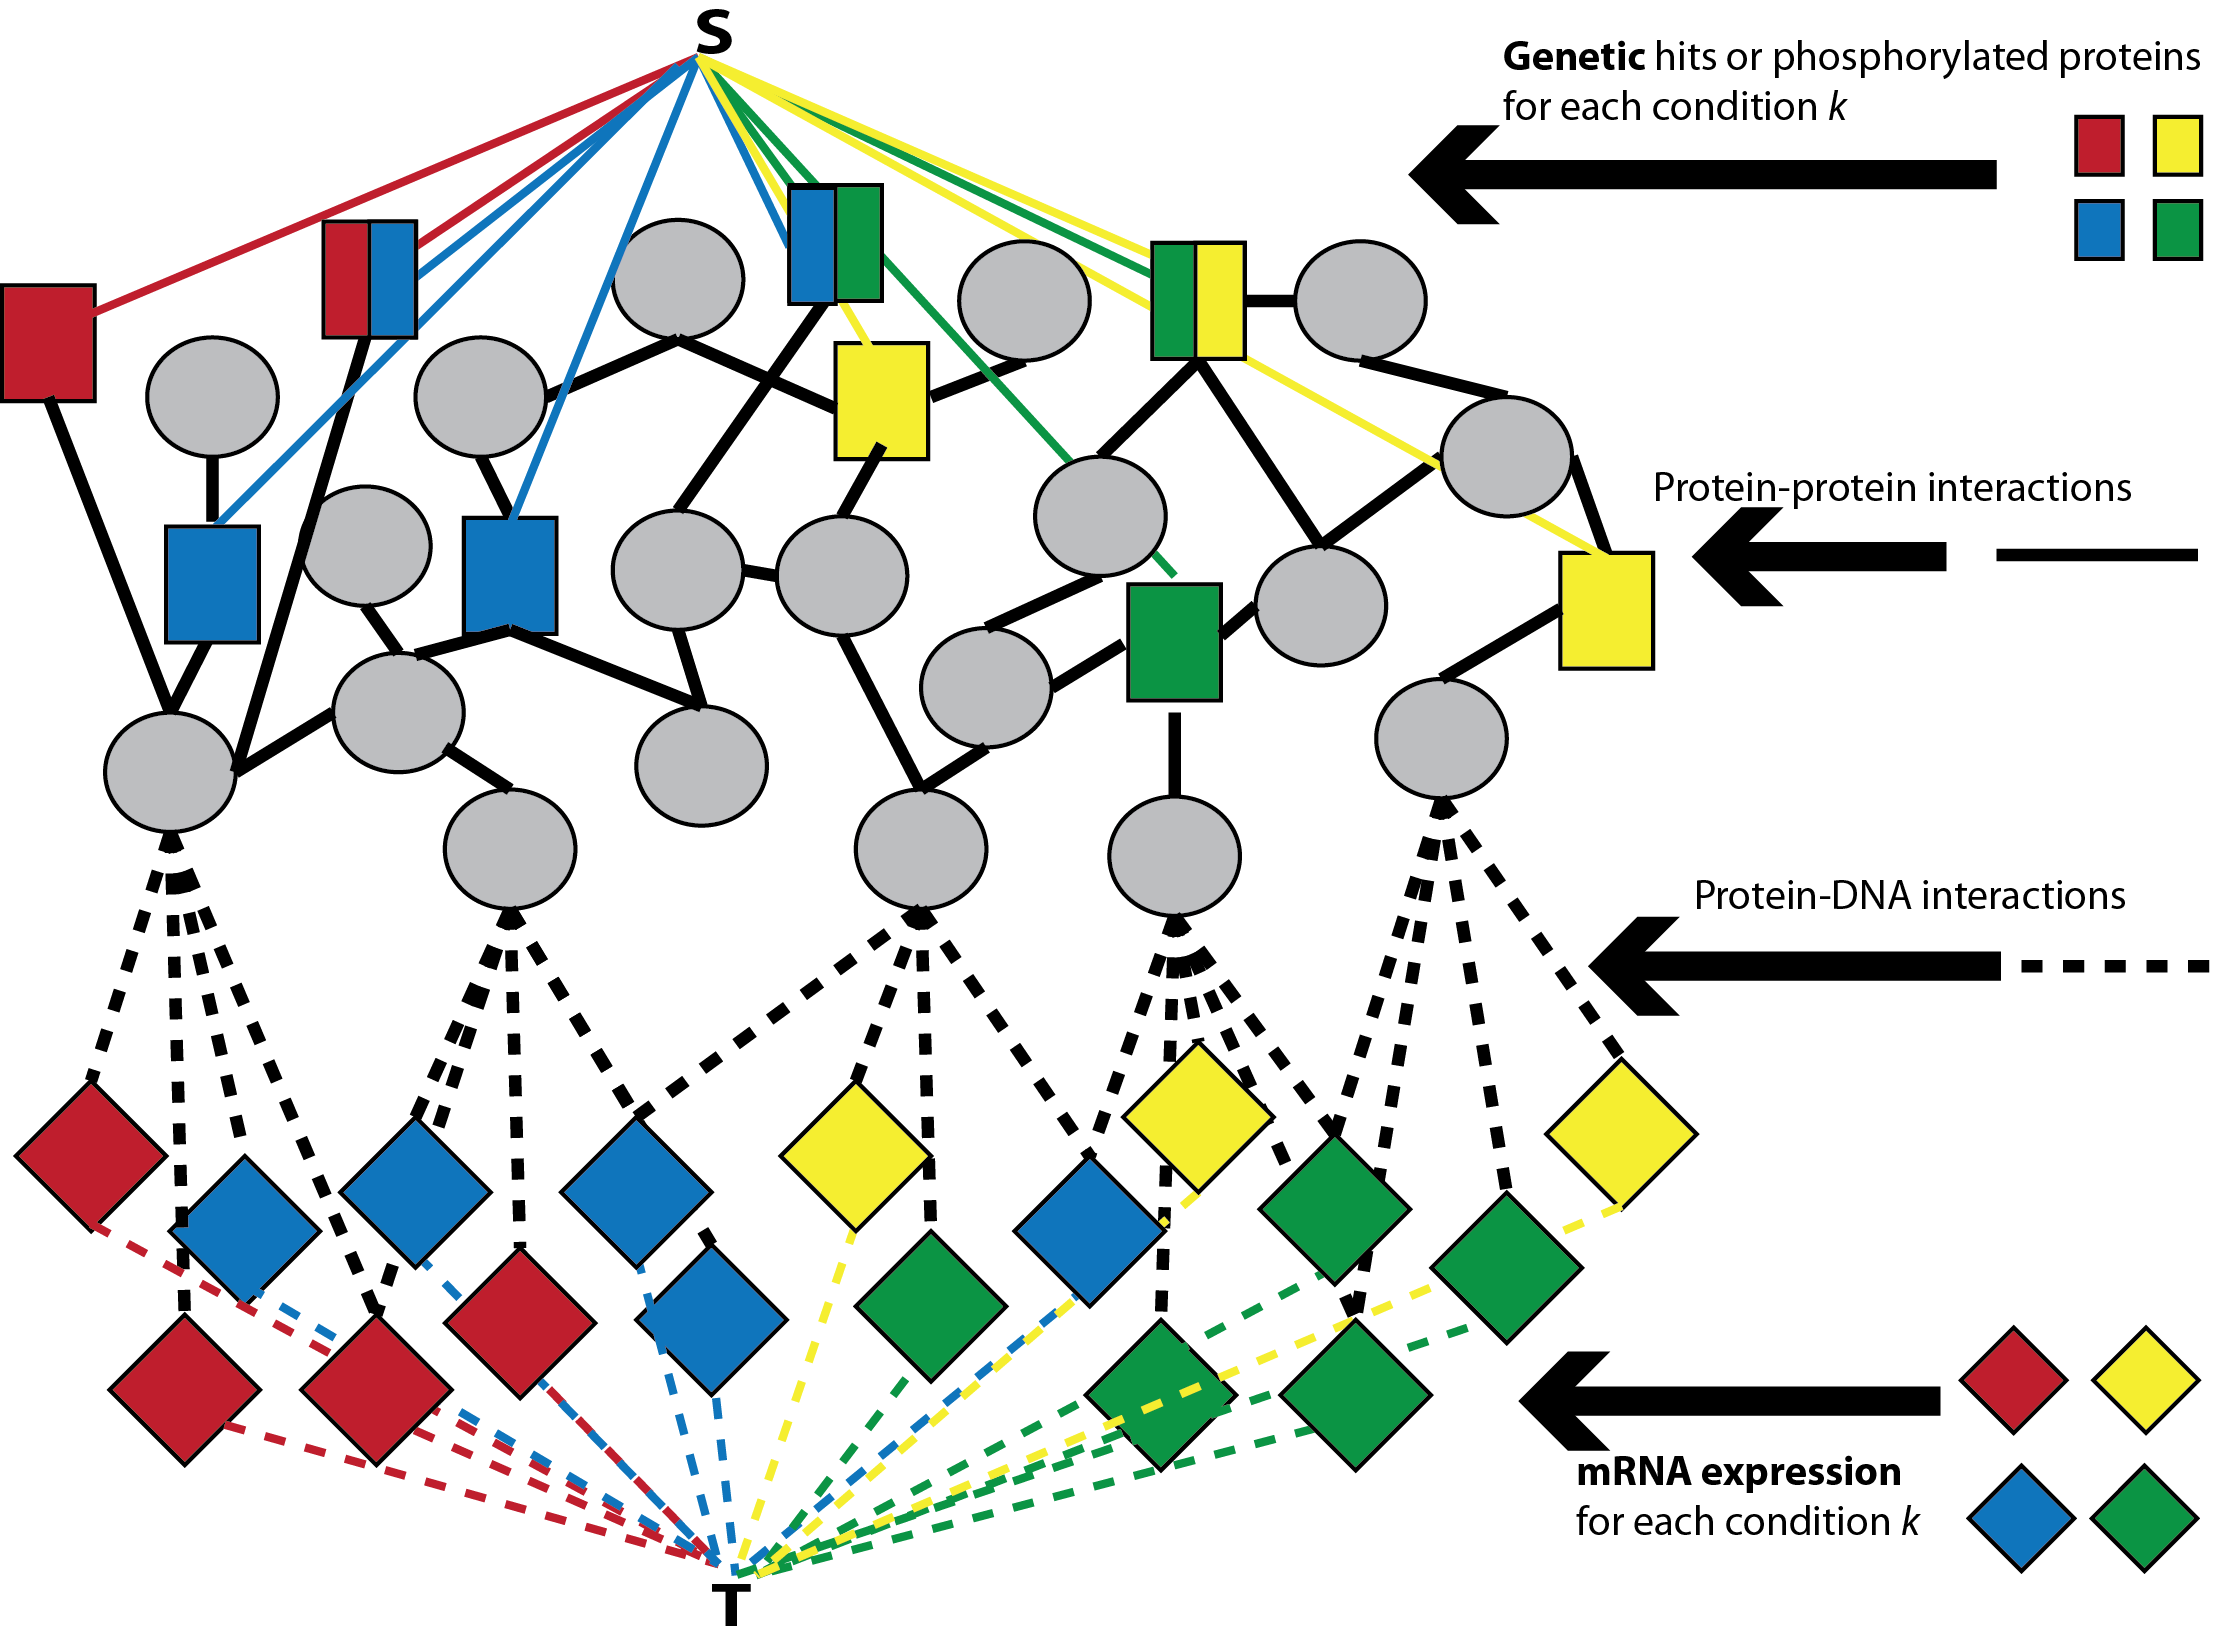 S
Genetic hits or phosphorylated proteins
for each condition k
Protein-protein interactions
Protein-DNA interactions
mRNA expression
for each condition k
T